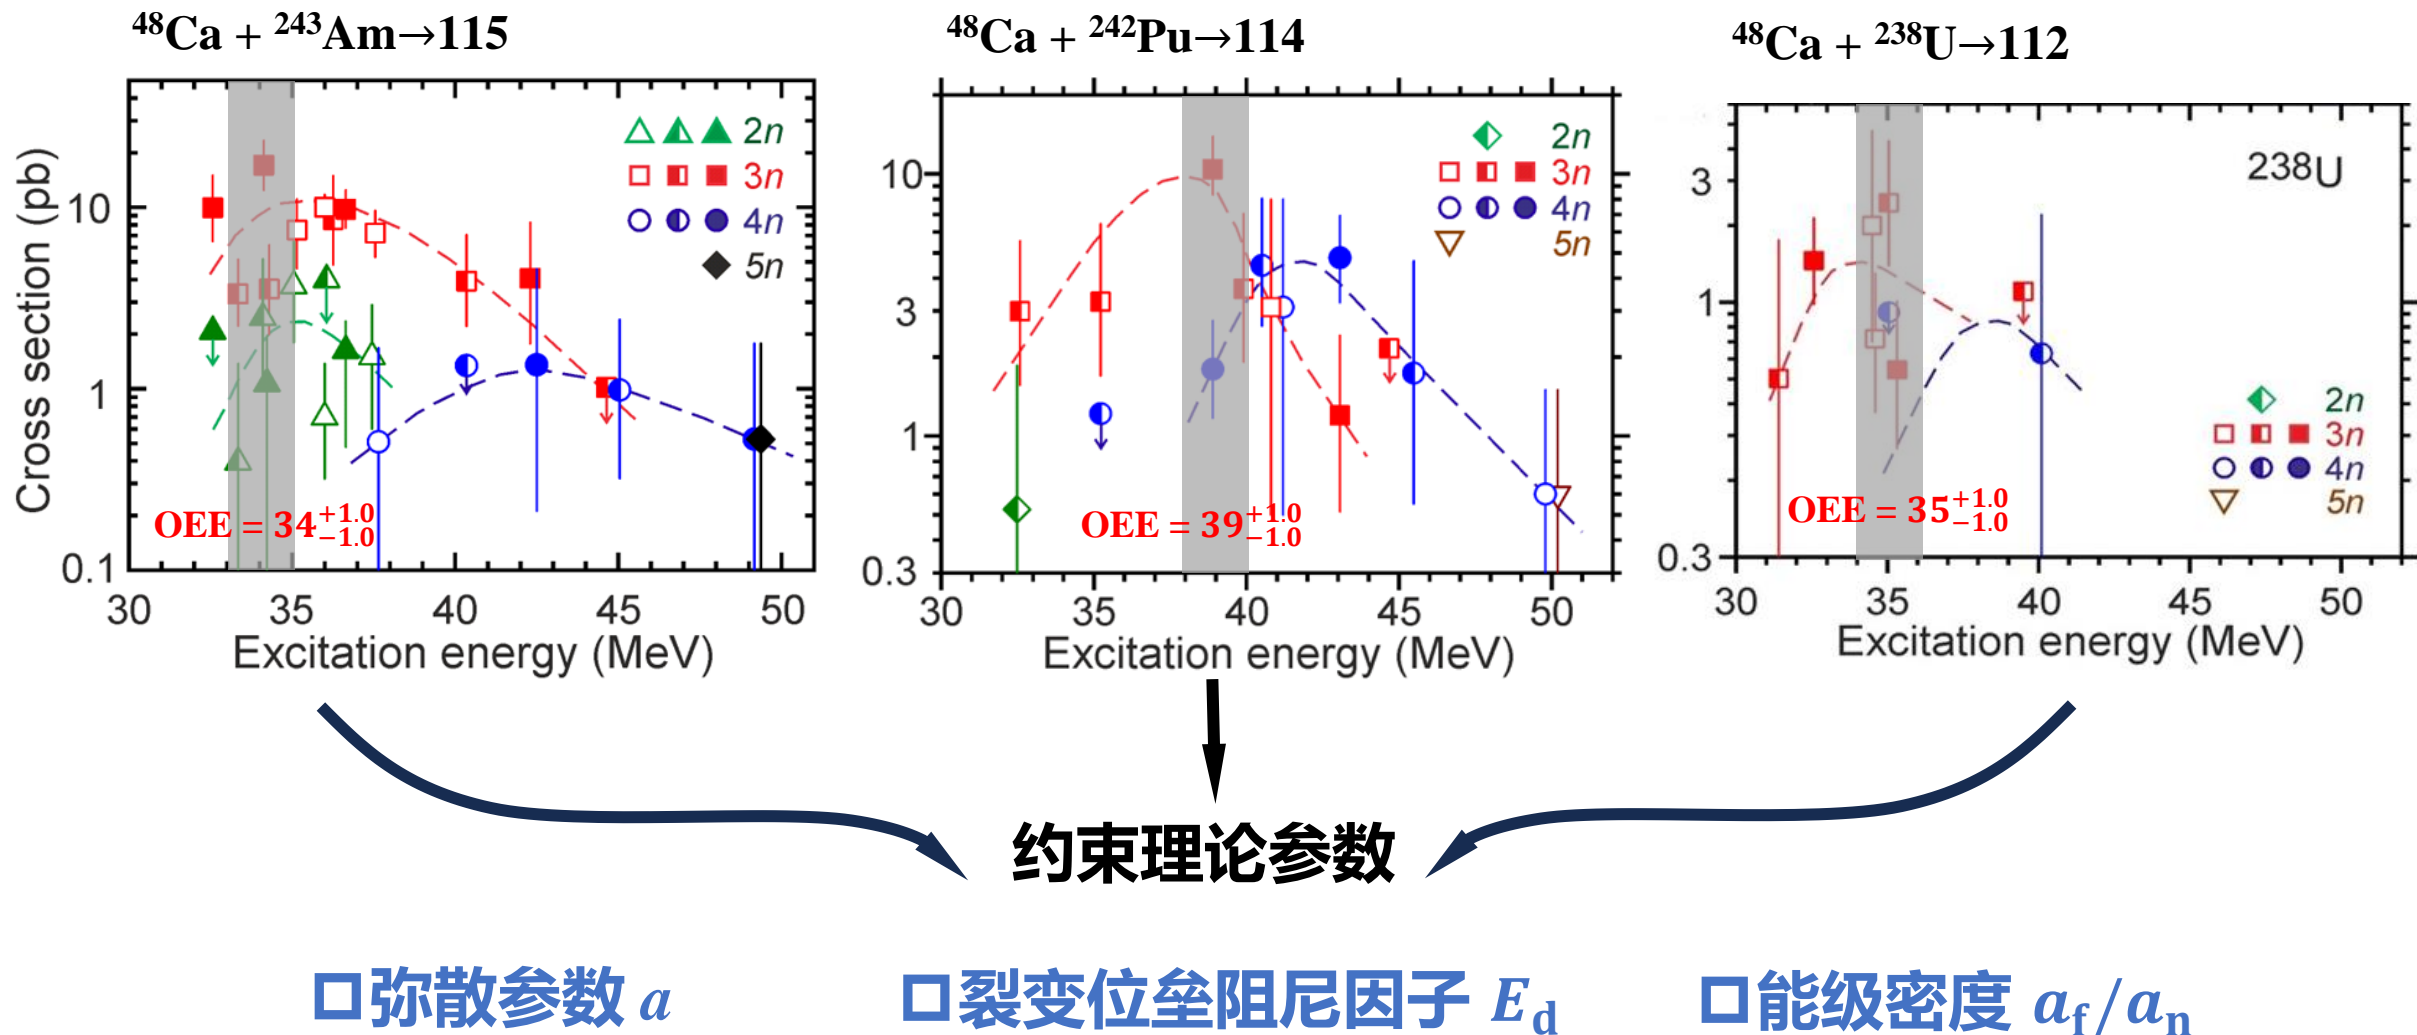 ⁴⁸Ca + ²⁴³Am→115
Cross section (pb)
10
1
0.1
2n
3n
4n
5n
OEE = 34 +1.0 −1.0
30 35 40 45 50
Excitation energy (MeV)
⁴⁸Ca + ²⁴²Pu→114
10
3
1
0.3
2n
3n
4n
5n
OEE = 39 +1.0 −1.0
30 35 40 45 50
Excitation energy (MeV)
⁴⁸Ca + ²³⁸U→112
3
1
0.3
238U
2n
3n
4n
5n
OEE = 35 +1.0 −1.0
30 35 40 45 50
Excitation energy (MeV)
约束理论参数
弥散参数 a
裂变位垒阻尼因子 E_d
能级密度 a_f/a_n